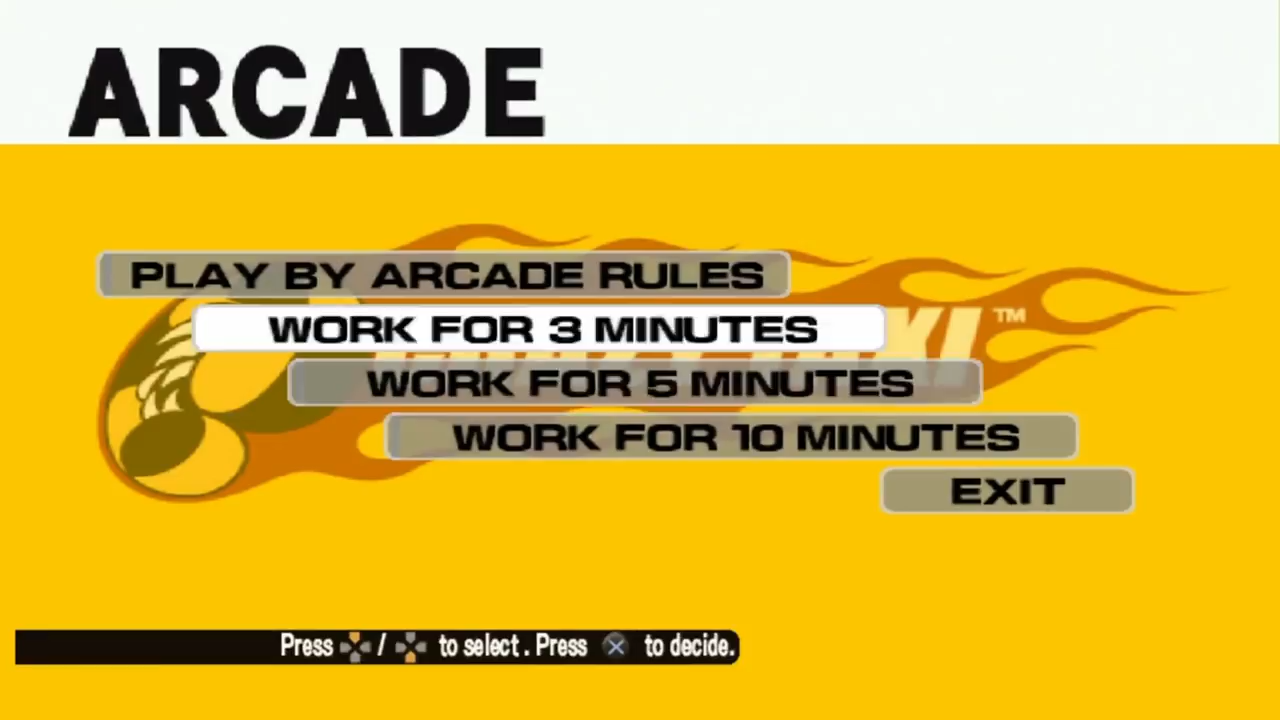 ARCADE
PLAY BY ARCADE RULES
WORK FOR 3 MINUTES
WORK FOR 5 MINUTES
WORK FOR 10 MINUTES
EXIT
TM
Press / to select. Press to decide.